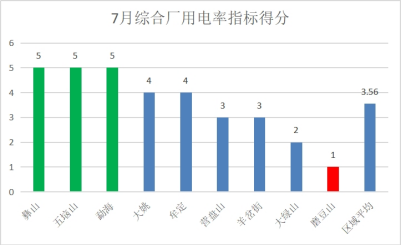 7月综合厂用电率指标得分
6
5
4
3
2
1
0
5
5
5
4
4
3
3
2
1
3.56
彝山
五垴山
勐海
大姚
牟定
营盘山
羊岔街
大绿山
磨豆山
区域平均